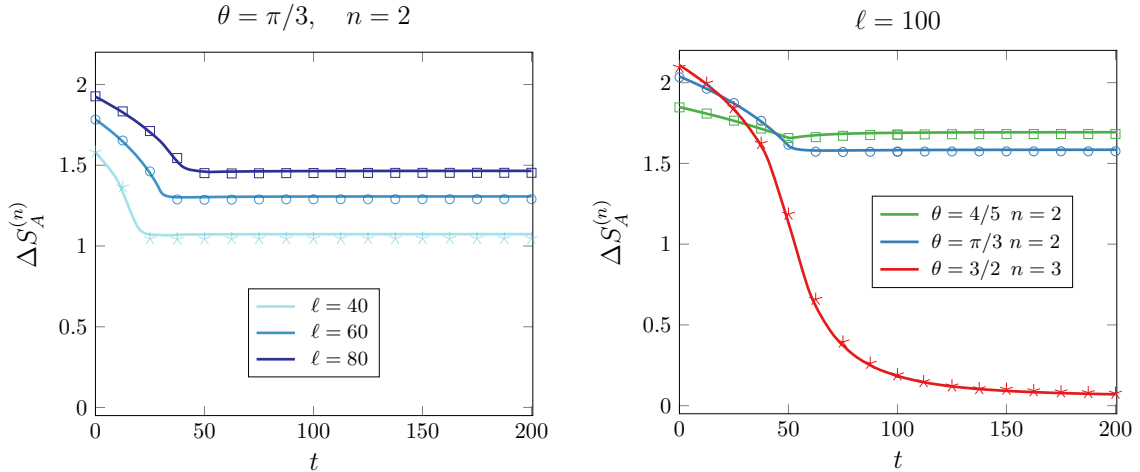 θ = π/3,   n = 2
ΔS_A^{(n)}
2
1.5
1
0.5
0
ℓ = 40
ℓ = 60
ℓ = 80
0 50 100 150 200
t
ℓ = 100
ΔS_A^{(n)}
2
1.5
1
0.5
0
θ = 4/5 n = 2
θ = π/3 n = 2
θ = 3/2 n = 3
0 50 100 150 200
t